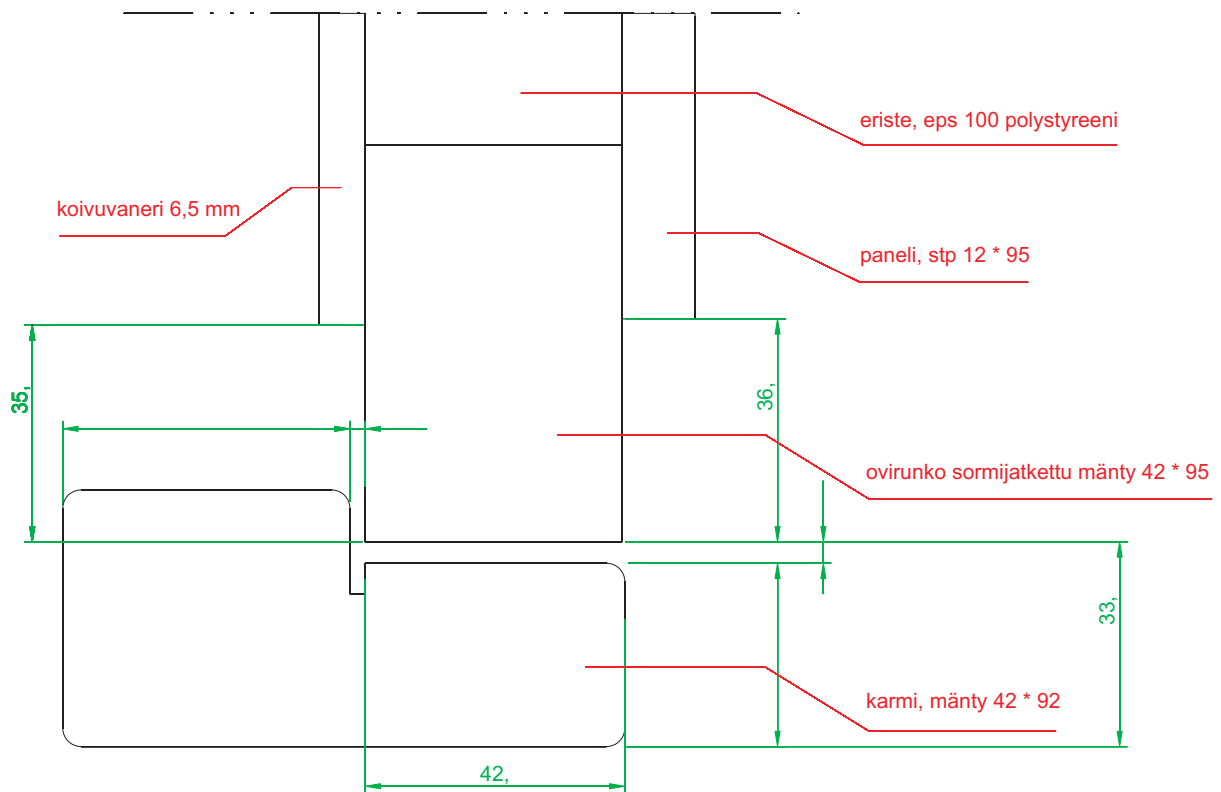 eriste, eps 100 polystyreeni
koivuvaneri 6,5 mm
paneli, stp 12 * 95
35,
36,
ovirunko sormijatkettu mänty 42 * 95
33,
karmi, mänty 42 * 92
42,